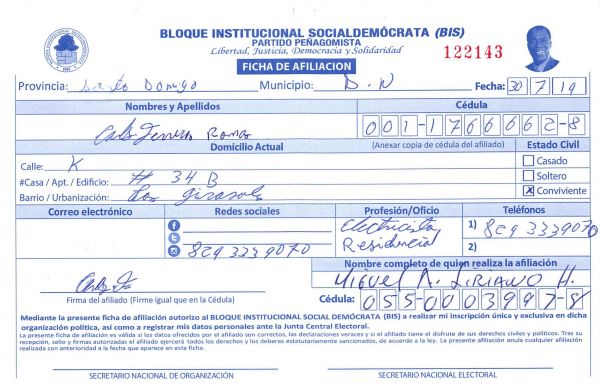 BLOQUE INSTITUCIONAL SOCIALDEMÓCRATA (BIS)
PARTIDO PEÑAGOMISTA
Libertad, Justicia, Democracia y Solidaridad
122143
FICHA DE AFILIACION
Provincia: Santo Domingo Municipio: D.N Fecha: 30 / 7 / 19
Nombres y Apellidos Cédula
Carlos Ferreras Ramos 001-1766662-8
Domicilio Actual (Anexar copia de cédula del afiliado) Estado Civil
Calle: K Casado
#Casa / Apt. / Edificio: # 34 B Soltero
Barrio / Urbanización: Los girasoles X Conviviente
Correo electrónico Redes sociales Profesión/Oficio Teléfonos
electricista 1) 829 3339070
829 3339070 Residencial 2)
Nombre completo de quien realiza la afiliación
MIGUEL A. LIRIANO H.
Firma del afiliado (Firme igual que en la Cédula) Cédula: 055-0003997-8
Mediante la presente ficha de afiliación autorizo al BLOQUE INSTITUCIONAL SOCIAL DEMÓCRATA (BIS) a realizar mi inscripción única y exclusiva en dicha
organización política, así como a registrar mis datos personales ante la Junta Central Electoral.
La presente ficha de afiliación es válida si los datos ofrecidos por el afiliado son correctos, las declaraciones veraces y si el afiliado tiene el disfrute de sus derechos civiles y políticos. Tras su
recepción, sello y firmas autorizadas el afiliado ejercerá todos los derechos y los deberes estatutariamente sancionados, de acuerdo a la ley. La presente afiliación anula cualquier afiliación
realizada con anterioridad a la fecha que aparece en esta ficha.
SECRETARIO NACIONAL DE ORGANIZACIÓN SECRETARIO NACIONAL ELECTORAL